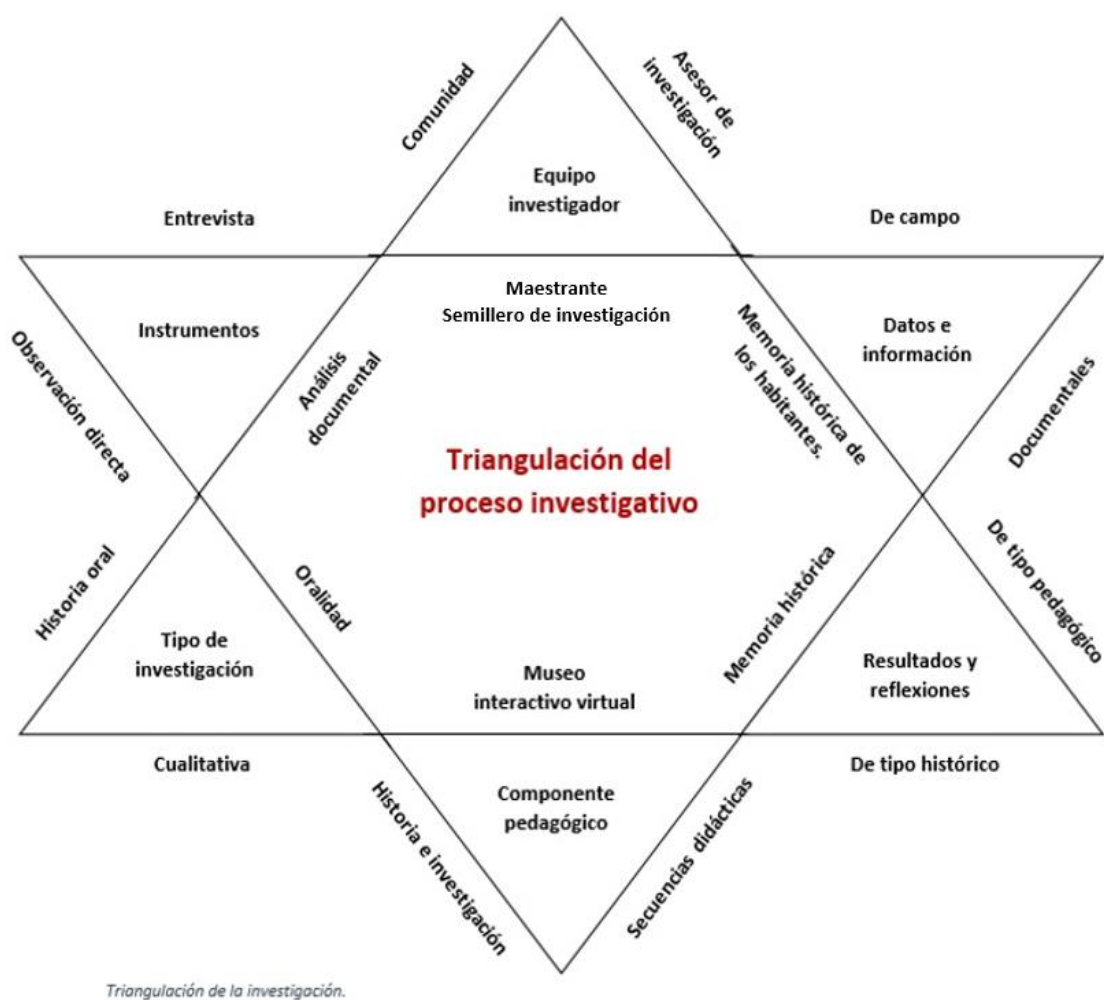 Comunidad
Asesor de
investigación
Equipo
investigador
Entrevista
De campo
Maestrante
Semillero de investigación
Instrumentos
Datos e
información
Observación directa
Análisis
documental
Memoria histórica de
los habitantes.
Documentales
Triangulación del
proceso investigativo
Historia oral
Oralidad
Memoria histórica
De tipo pedagógico
Tipo de
investigación
Museo
interactivo virtual
Resultados y
reflexiones
Cualitativa
De tipo histórico
Historia e investigación
Componente
pedagógico
Secuencias didácticas
Triangulación de la investigación.